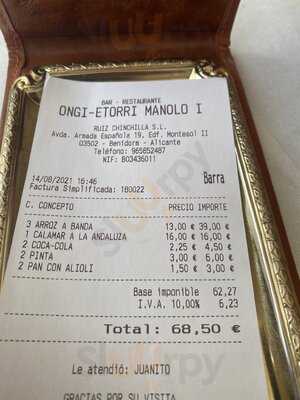 BAR - RESTAURANTE
ONGI-ETORRI MANOLO I
RUIZ CHINCHILLA S.L.
Avda. Armada Española 19, Edf. Montesol II
03502 - Benidorm - Alicante
Teléfono: 965852487
NIF: B03436011
14/08/2021 16:46 Barra
Factura Simplificada: 180022
C. CONCEPTO PRECIO IMPORTE
3 ARROZ A BANDA 13,00 € 39,00 €
1 CALAMAR A LA ANDALUZA 16,00 € 16,00 €
2 COCA-COLA 2,25 € 4,50 €
2 PINTA 3,00 € 6,00 €
2 PAN CON ALIOLI 1,50 € 3,00 €
Base imponible 62,27
I.V.A. 10,00% 6,23
Total: 68,50 €
Le atendió: JUANITO
GRACIAS POR SU VISITA